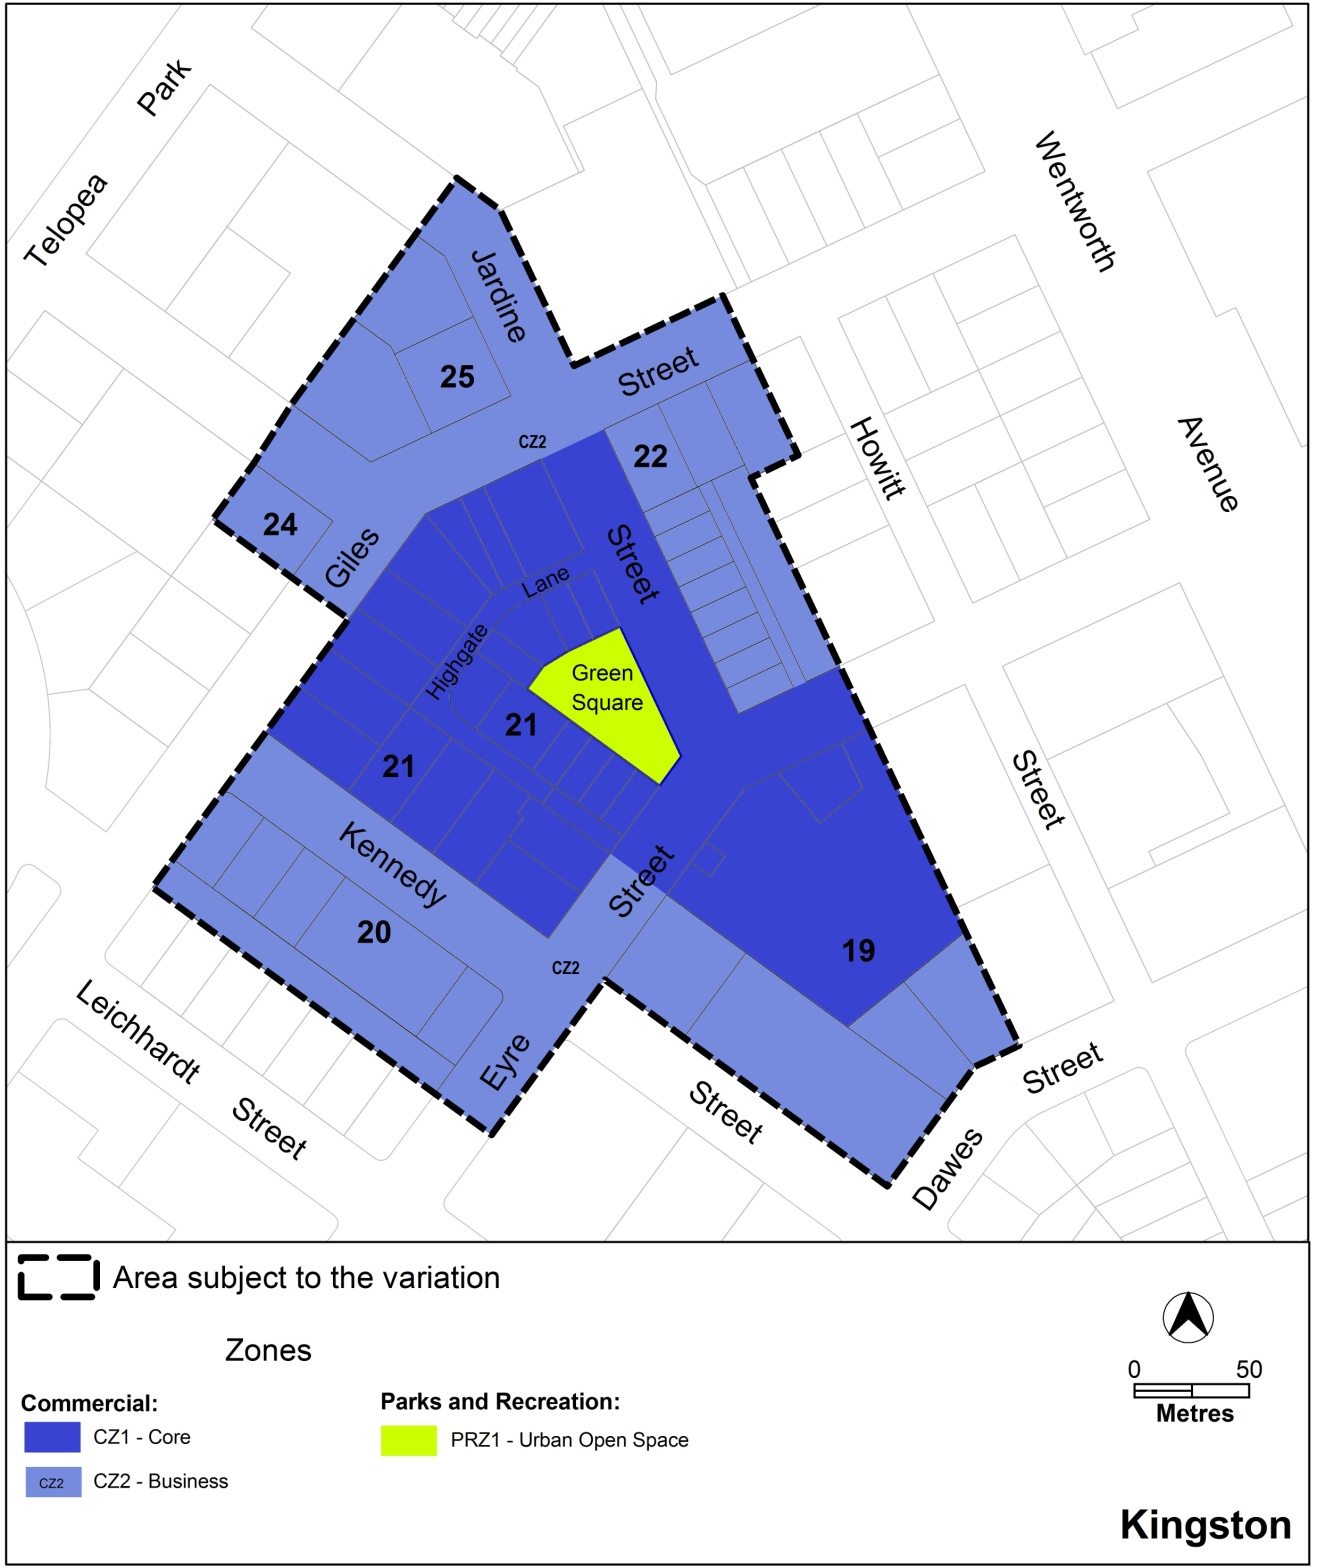 Park
Telopea
Wentworth
Avenue
Jardine
Street
25
CZ2
22
Howitt
24
Giles
Street
Lane
Highgate
Green
Square
21
21
Street
Kennedy
Street
20
19
CZ2
Leichhardt
Street
Eyre
Street
Street
Dawes
Area subject to the variation
Zones
Commercial:
CZ1 - Core
CZ2
CZ2 - Business
Parks and Recreation:
PRZ1 - Urban Open Space
0 50
Metres
Kingston